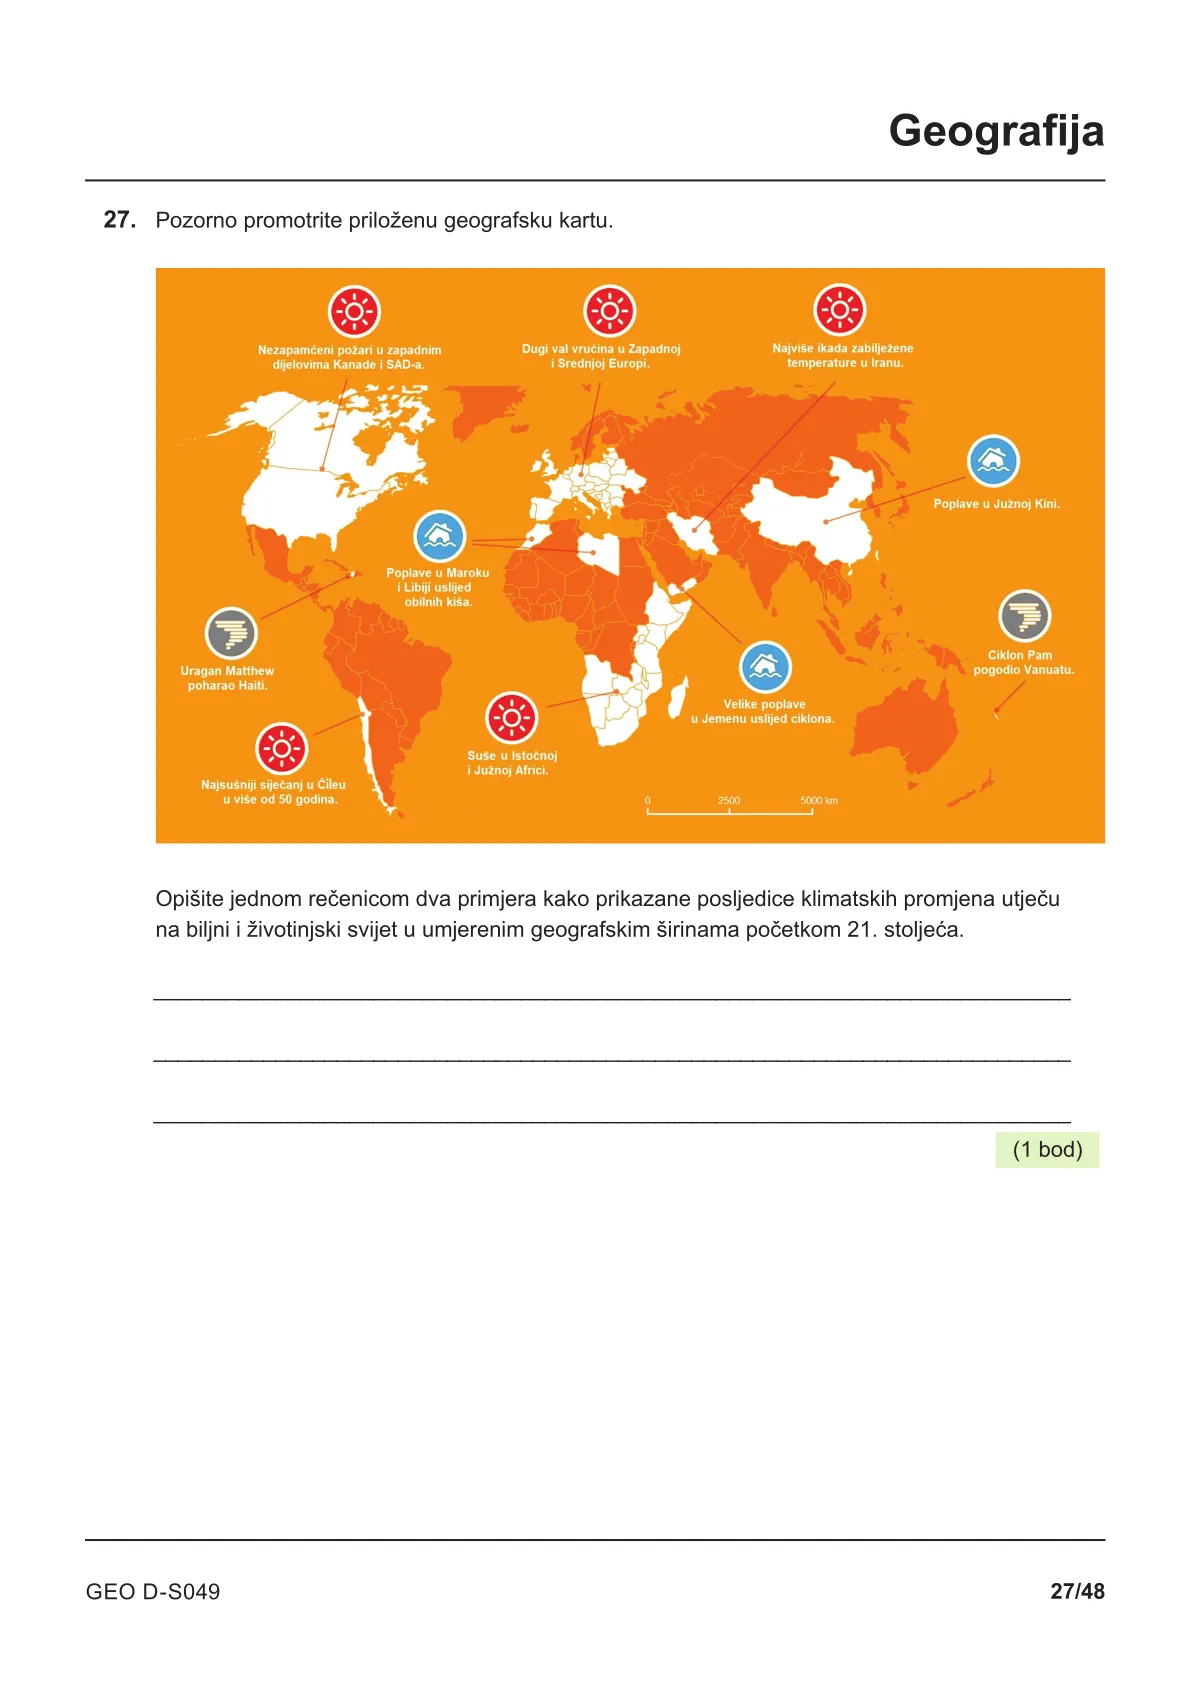 Geografija
27. Pozorno promotrite priloženu geografsku kartu.
Nezapamćeni požari u zapadnim
dijelovima Kanade i SAD-a.
Dugi val vrućina u Zapadnoj
i Srednjoj Europi.
Najviše ikada zabilježene
temperature u Iranu.
Poplave u Južnoj Kini.
Poplave u Maroku
i Libiji uslijed
obilnih kiša.
Uragan Matthew
poharao Haiti.
Ciklon Pam
pogodio Vanuatu.
Velike poplave
u Jemenu uslijed ciklona.
Suše u Istočnoj
i Južnoj Africi.
Najsušniji siječanj u Čileu
u više od 50 godina.
0 2500 5000 km
Opišite jednom rečenicom dva primjera kako prikazane posljedice klimatskih promjena utječu
na biljni i životinjski svijet u umjerenim geografskim širinama početkom 21. stoljeća.
(1 bod)
GEO D-S049
27/48